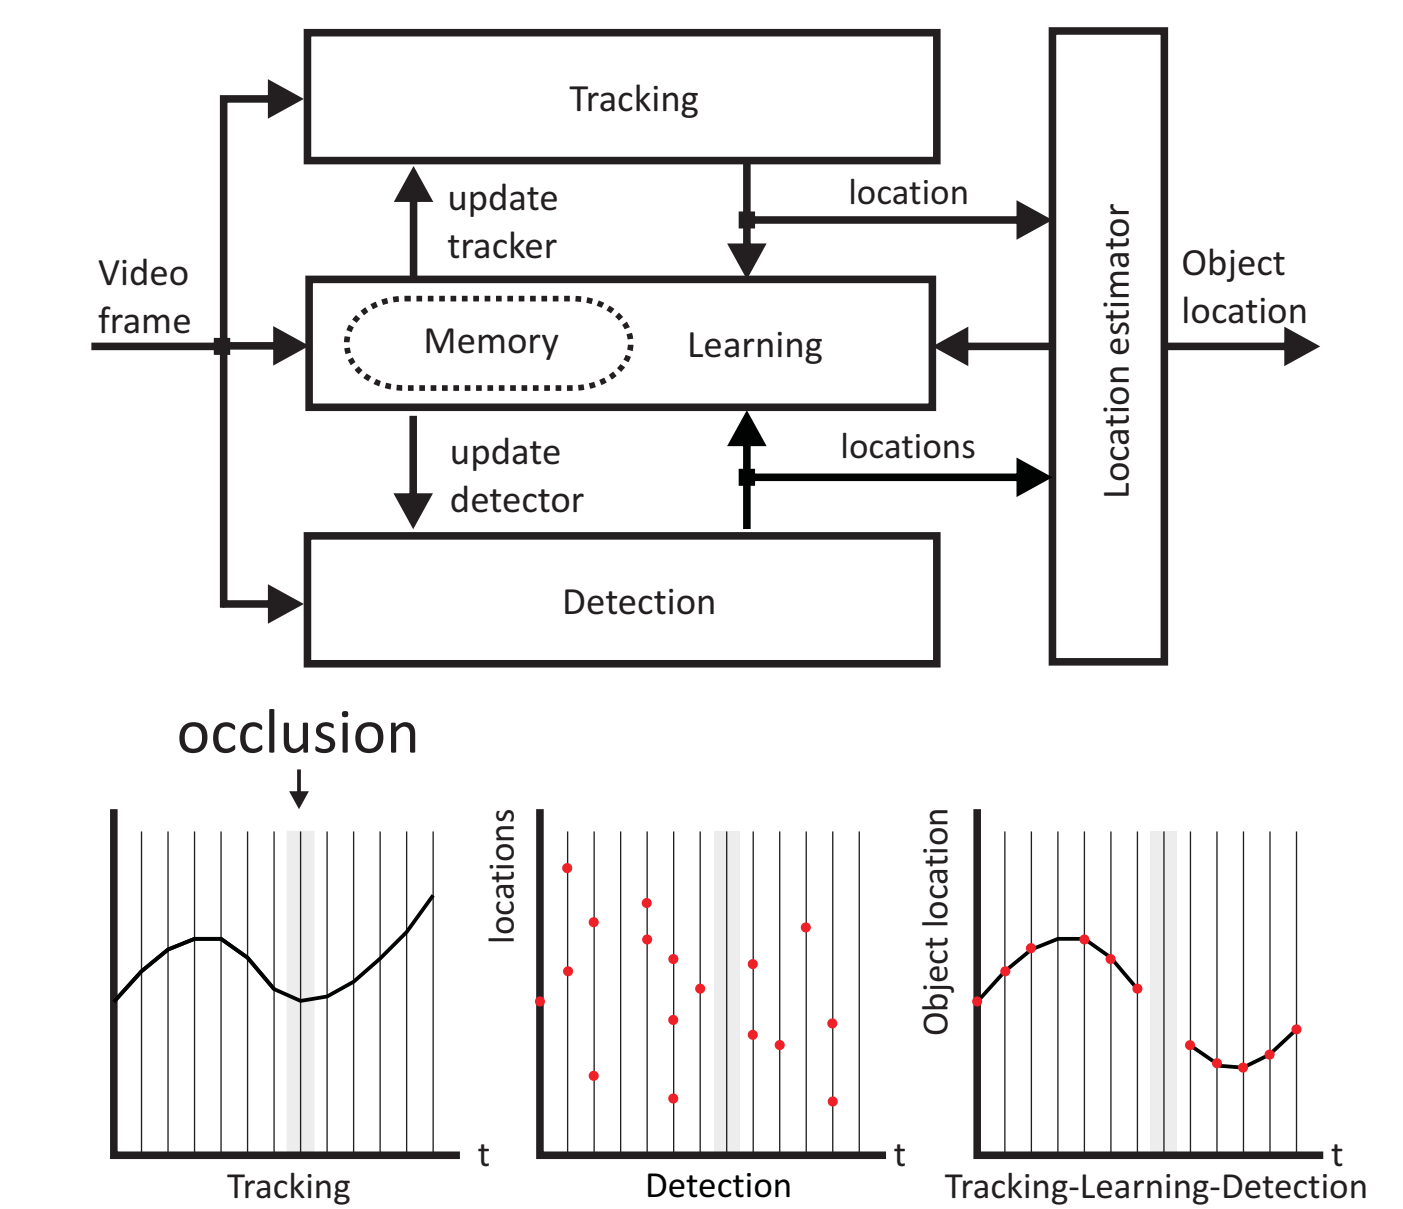 Tracking
update
tracker
location
Video
frame
Memory
Learning
Location estimator
Object
location
update
detector
locations
Detection
occlusion
t
Tracking
locations
t
Detection
Object location
t
Tracking-Learning-Detection